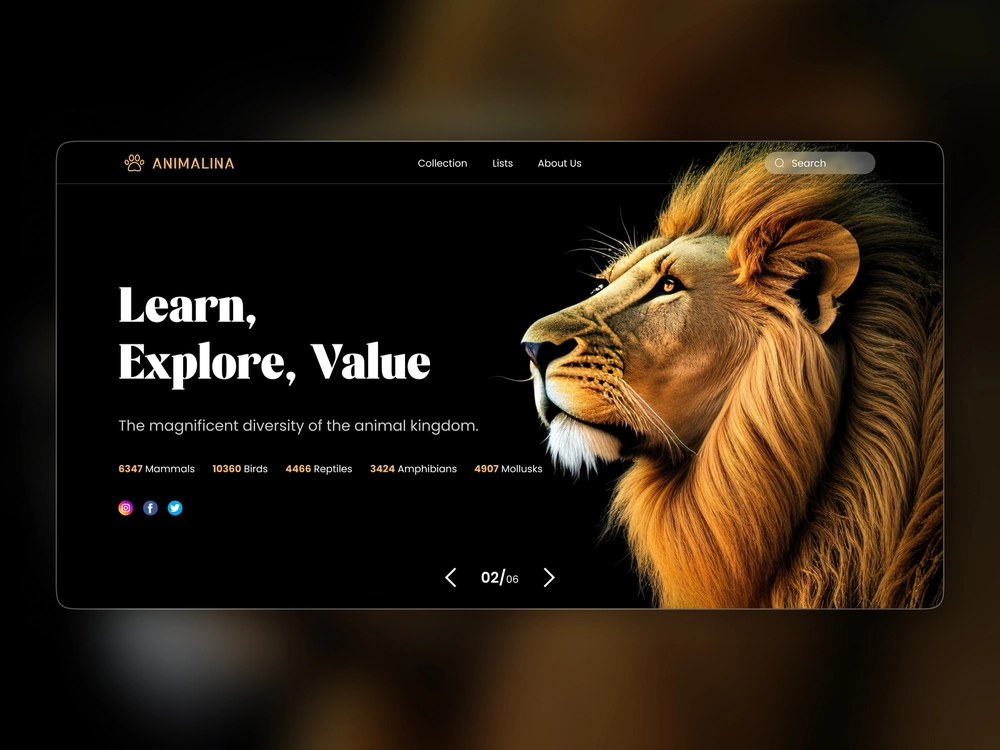 ANIMALINA
Collection Lists About Us
Search
Learn,
Explore, Value
The magnificent diversity of the animal kingdom.
6347 Mammals 10360 Birds 4466 Reptiles 3424 Amphibians 4907 Mollusks
02/06